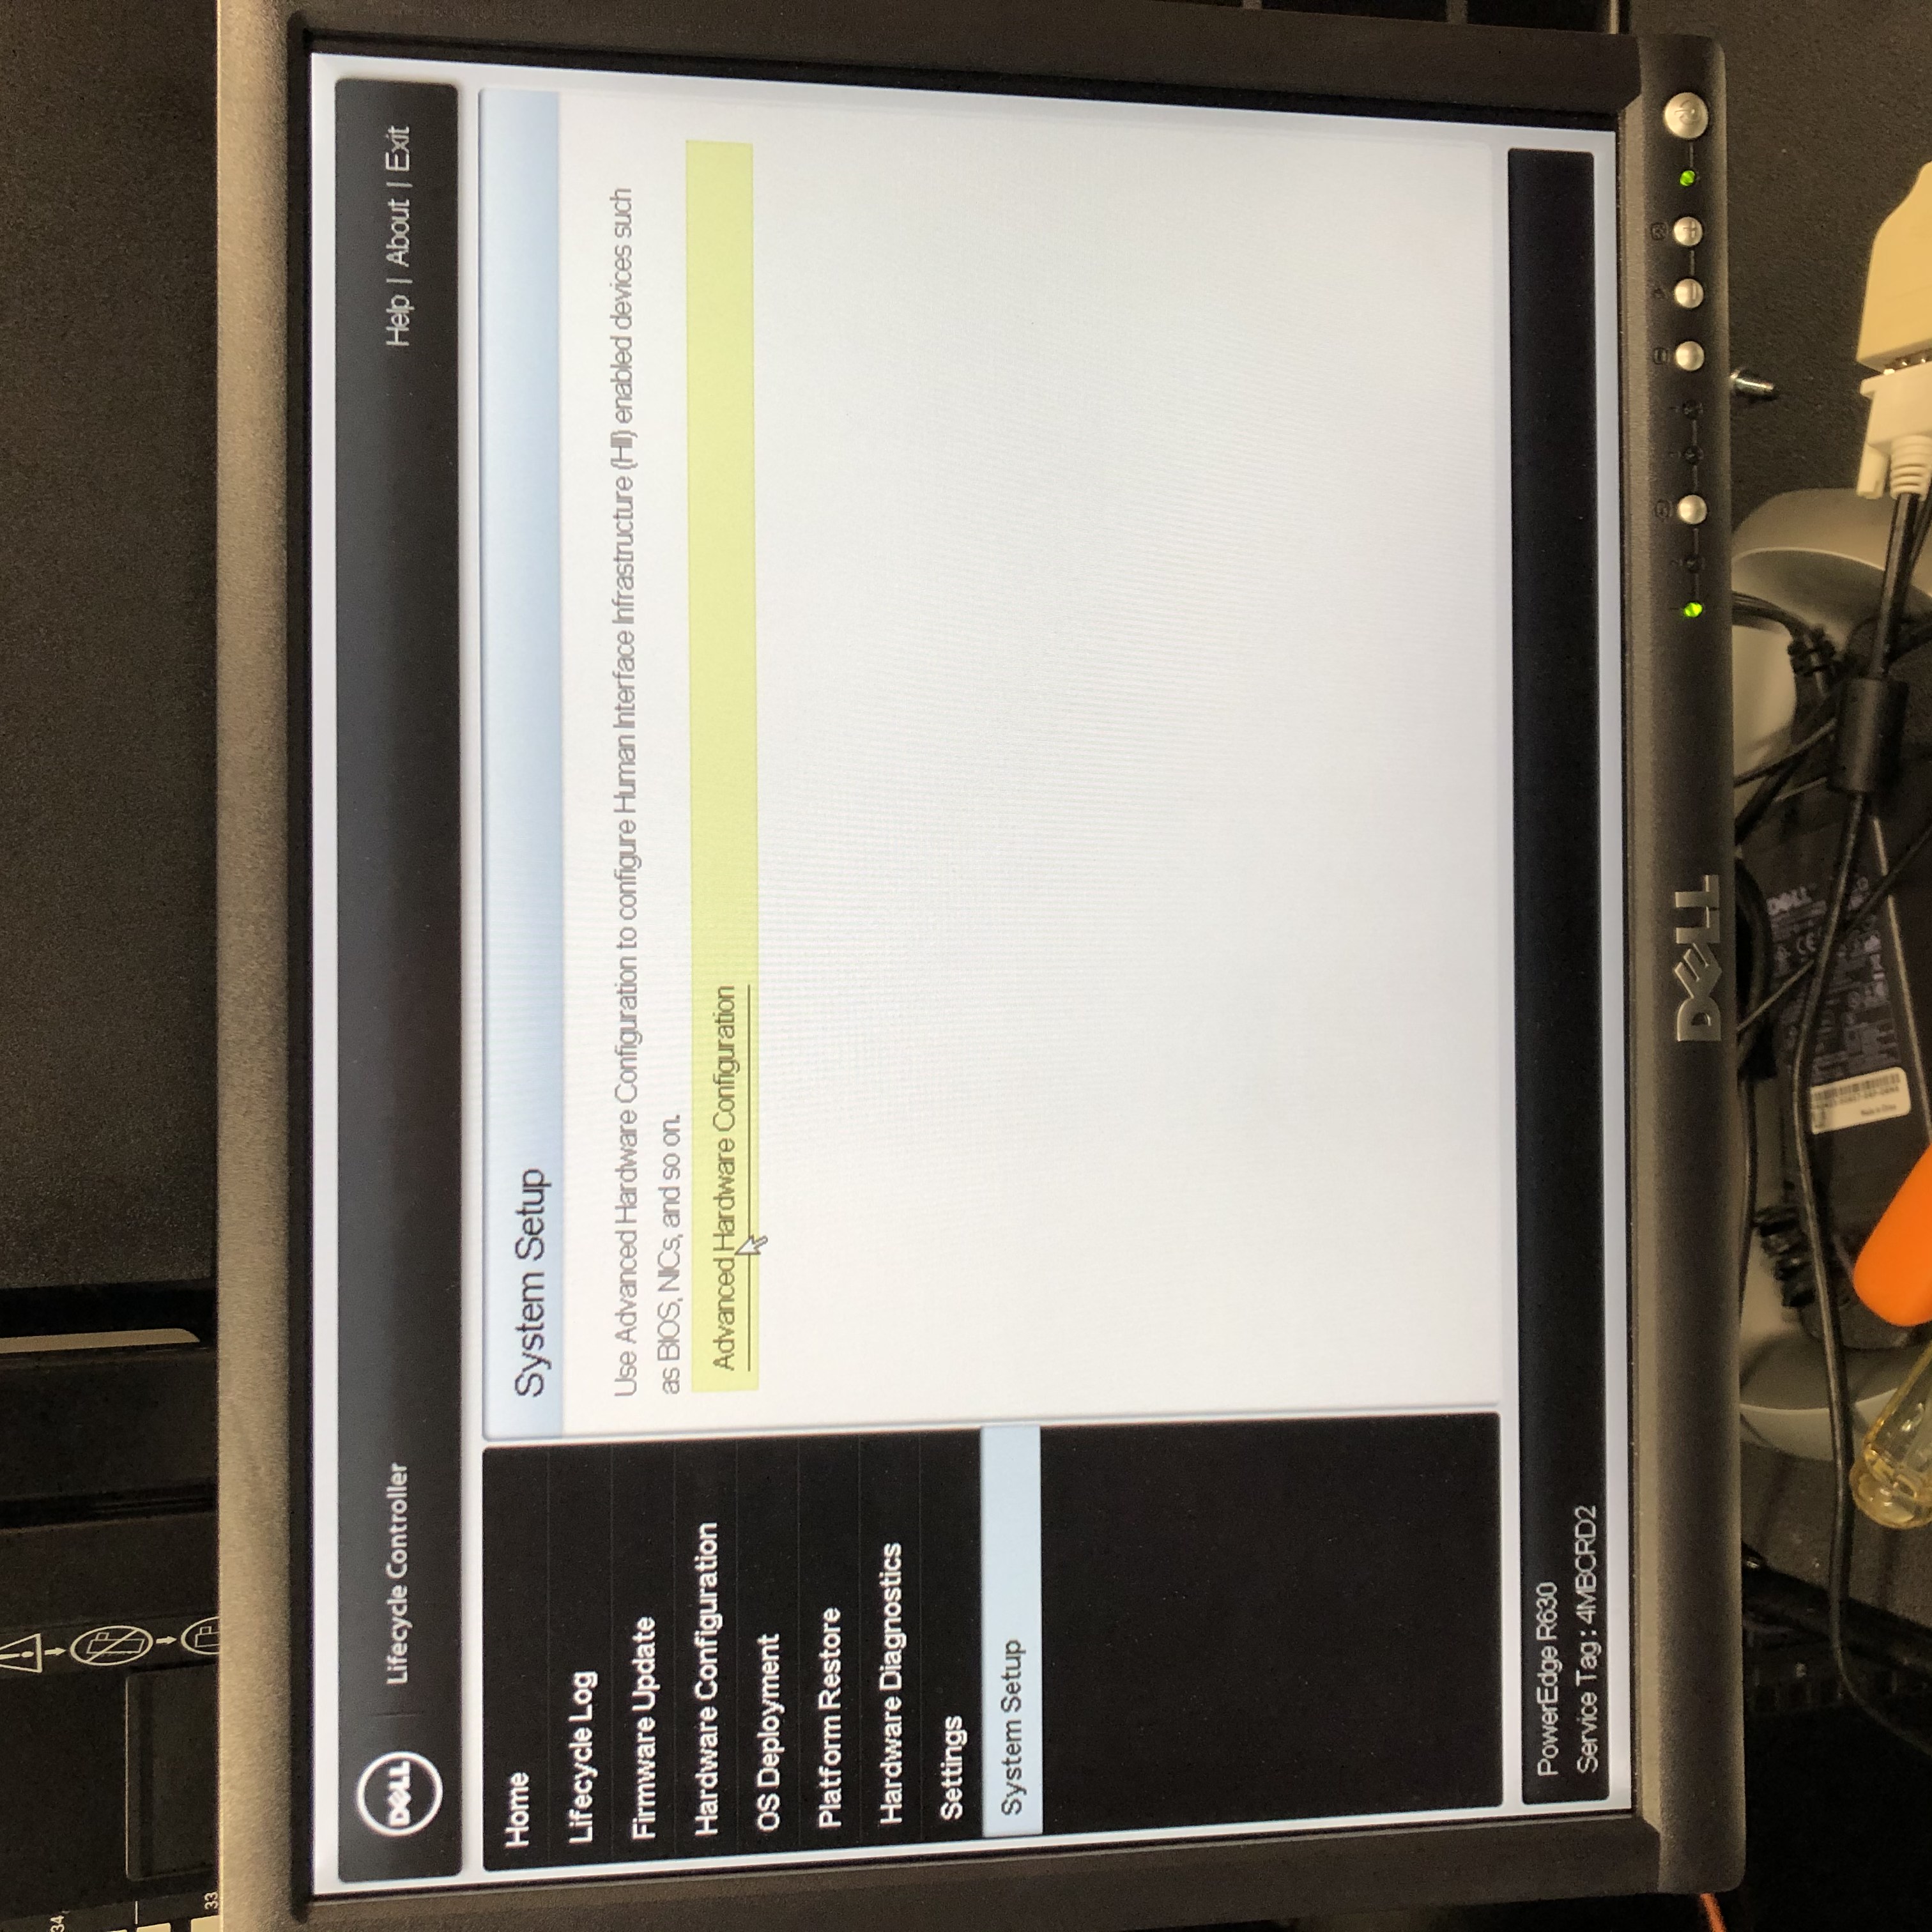 34
33
DELL
Lifecycle Controller
Help | About | Exit
Home
Lifecycle Log
Firmware Update
Hardware Configuration
OS Deployment
Platform Restore
Hardware Diagnostics
Settings
System Setup
System Setup
Use Advanced Hardware Configuration to configure Human Interface Infrastructure (HII) enabled devices such
as BIOS, NICs, and so on.
Advanced Hardware Configuration
PowerEdge R630
Service Tag : 4MBCRD2
DELL
DELL